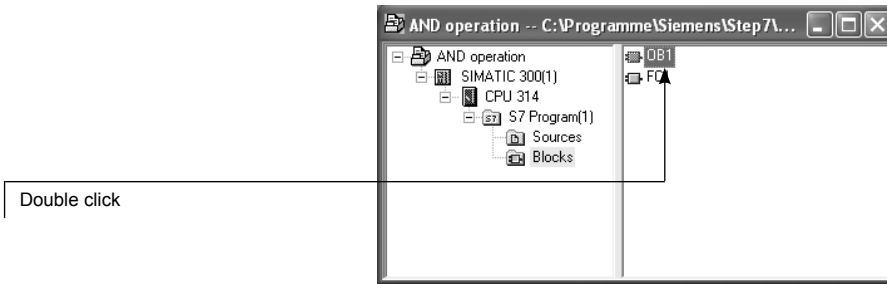 AND operation -- C:\Programme\Siemens\Step7\...
AND operation
SIMATIC 300(1)
CPU 314
S7 Program(1)
Sources
Blocks
OB1
Double click